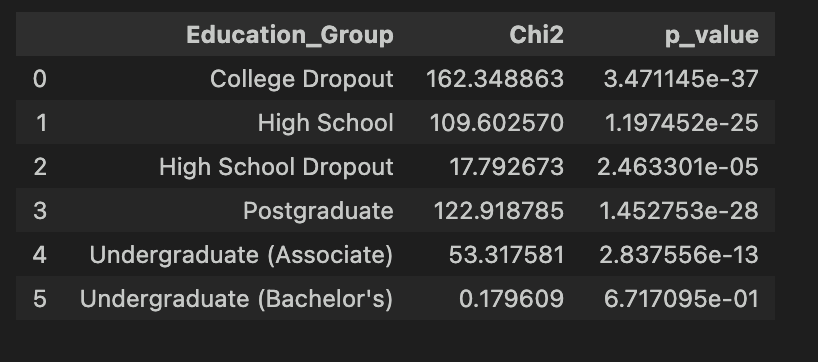 Education_Group Chi2 p_value
0 College Dropout 162.348863 3.471145e-37
1 High School 109.602570 1.197452e-25
2 High School Dropout 17.792673 2.463301e-05
3 Postgraduate 122.918785 1.452753e-28
4 Undergraduate (Associate) 53.317581 2.837556e-13
5 Undergraduate (Bachelor's) 0.179609 6.717095e-01